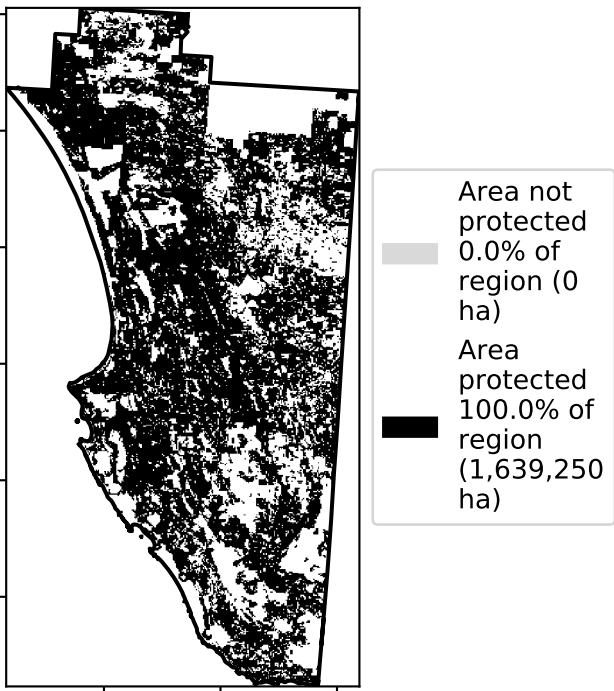 Area not
protected
0.0% of
region (0
ha)
Area
protected
100.0% of
region
(1,639,250
ha)